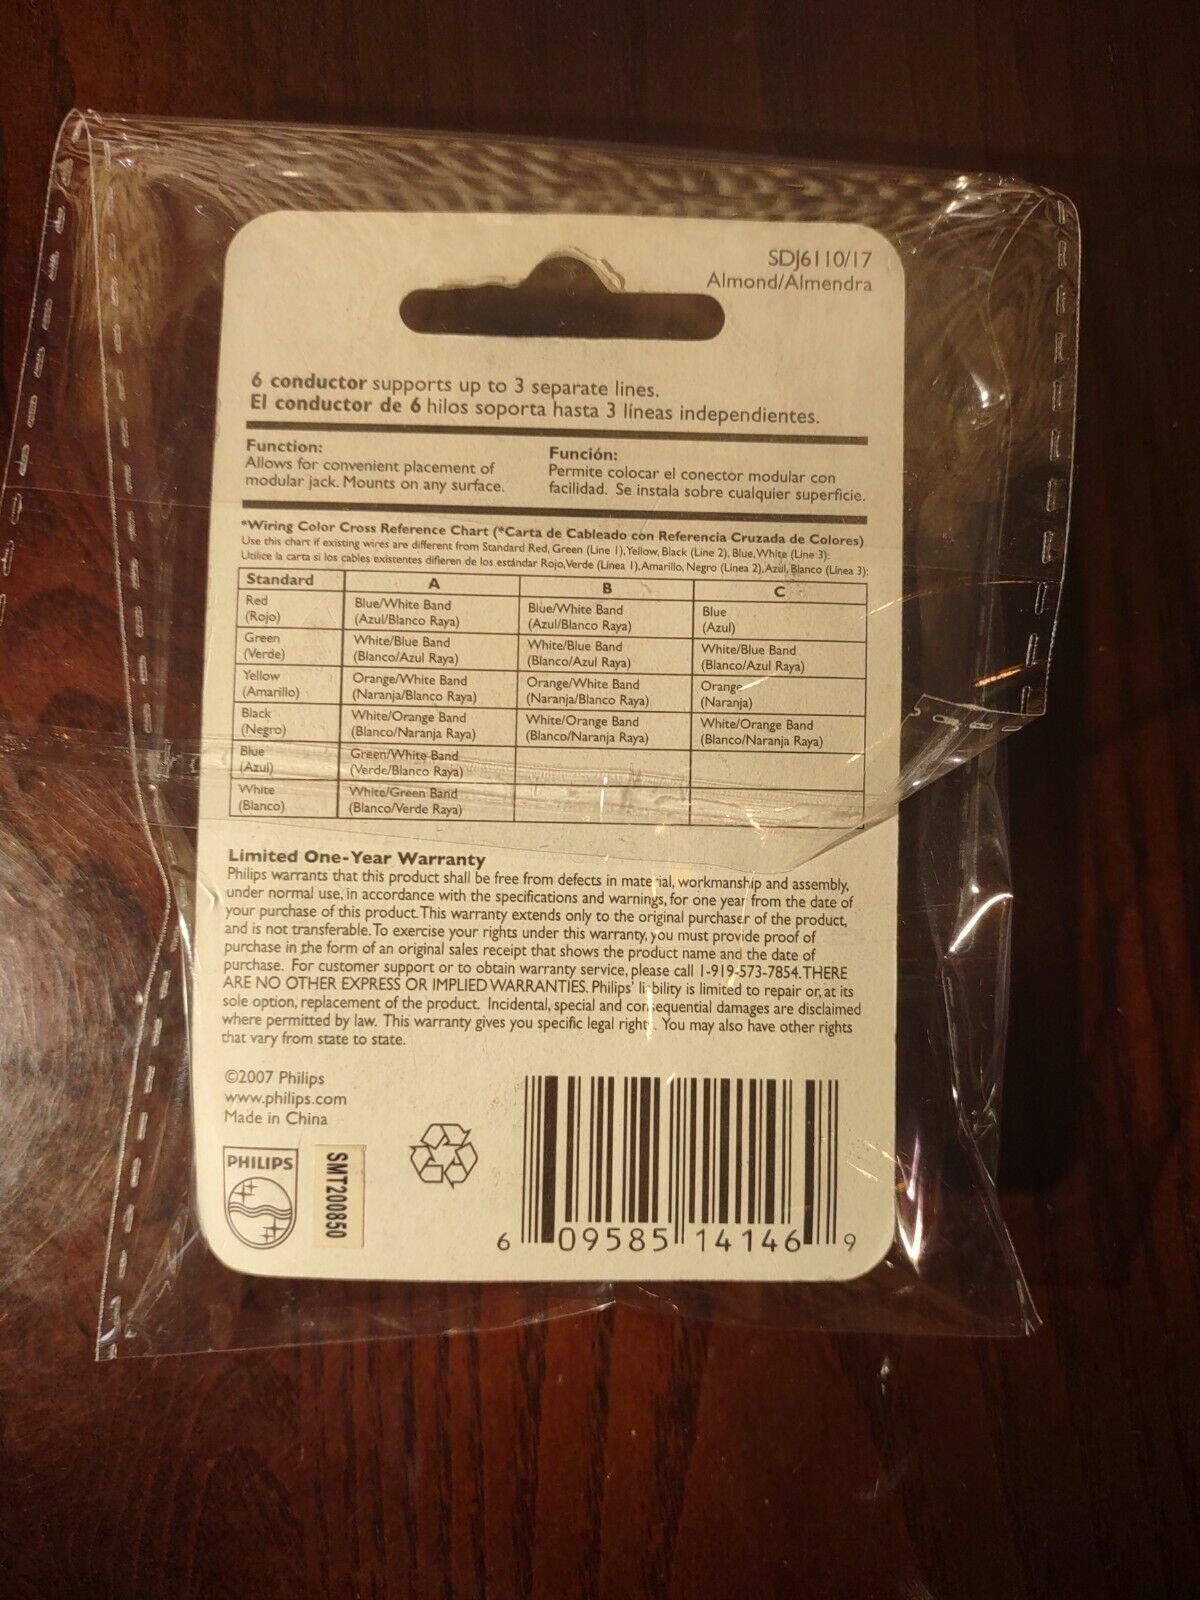 SDJ6110/17
Almond/Almendra
6 conductor supports up to 3 separate lines.
El conductor de 6 hilos soporta hasta 3 líneas independientes.
Function:
Allows for convenient placement of
modular jack. Mounts on any surface.
Función:
Permite colocar el conector modular con
facilidad. Se instala sobre cualquier superficie.
*Wiring Color Cross Reference Chart (*Carta de Cableado con Referencia Cruzada de Colores)
Use this chart if existing wires are different from Standard Red, Green (Line 1), Yellow, Black (Line 2), Blue, White (Line 3):
Utilice la carta si los cables existentes difieren de los estándar Rojo, Verde (Línea 1), Amarillo, Negro (Línea 2), Azúl, Blanco (Línea 3):
Standard A B C
Red Blue/White Band Blue/White Band Blue
(Rojo) (Azul/Blanco Raya) (Azul/Blanco Raya) (Azul)
Green White/Blue Band White/Blue Band White/Blue Band
(Verde) (Blanco/Azul Raya) (Blanco/Azul Raya) (Blanco/Azul Raya)
Yellow Orange/White Band Orange/White Band Orange
(Amarillo) (Naranja/Blanco Raya) (Naranja/Blanco Raya) (Naranja)
Black White/Orange Band White/Orange Band White/Orange Band
(Negro) (Blanco/Naranja Raya) (Blanco/Naranja Raya) (Blanco/Naranja Raya)
Blue Green/White Band
(Azul) (Verde/Blanco Raya)
White White/Green Band
(Blanco) (Blanco/Verde Raya)
Limited One-Year Warranty
Philips warrants that this product shall be free from defects in material, workmanship and assembly,
under normal use, in accordance with the specifications and warnings, for one year from the date of
your purchase of this product. This warranty extends only to the original purchaser of the product,
and is not transferable. To exercise your rights under this warranty, you must provide proof of
purchase in the form of an original sales receipt that shows the product name and the date of
purchase. For customer support or to obtain warranty service, please call 1-919-573-7854. THERE
ARE NO OTHER EXPRESS OR IMPLIED WARRANTIES. Philips' liability is limited to repair or, at its
sole option, replacement of the product. Incidental, special and consequential damages are disclaimed
where permitted by law. This warranty gives you specific legal rights. You may also have other rights
that vary from state to state.
©2007 Philips
www.philips.com
Made in China
PHILIPS
SMT200850
6 09585 14146 9